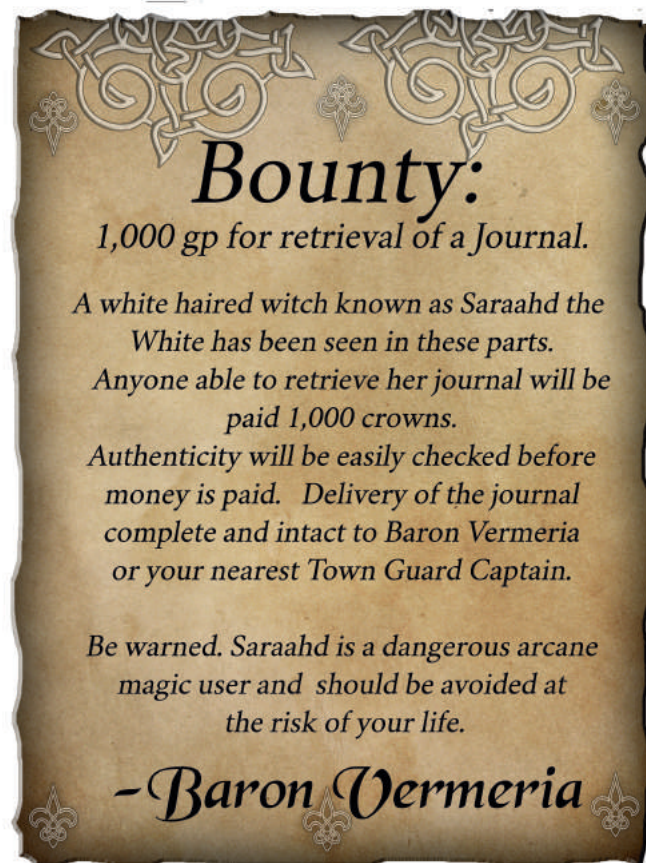 Bounty:
1,000 gp for retrieval of a Journal.
A white haired witch known as Saraahd the
White has been seen in these parts.
Anyone able to retrieve her journal will be
paid 1,000 crowns.
Authenticity will be easily checked before
money is paid. Delivery of the journal
complete and intact to Baron Vermeria
or your nearest Town Guard Captain.
Be warned. Saraahd is a dangerous arcane
magic user and should be avoided at
the risk of your life.
-Baron Vermeria